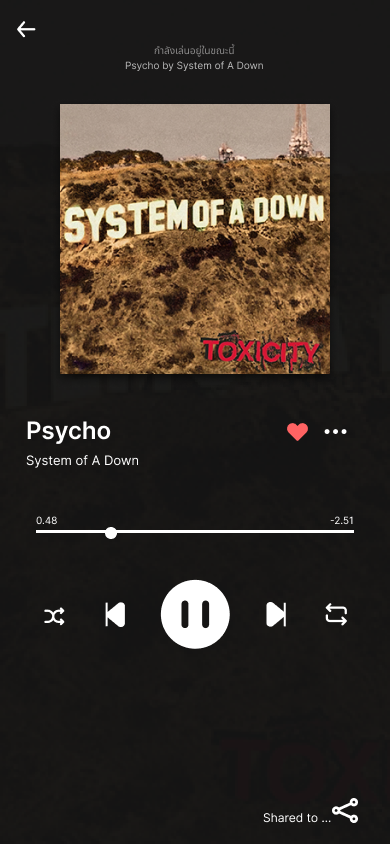 กำลังเล่นอยู่ในขณะนี้
Psycho by System of A Down
SYSTEM OF A DOWN
TOXICITY
Psycho
System of A Down
0.48 -2.51
Shared to ...